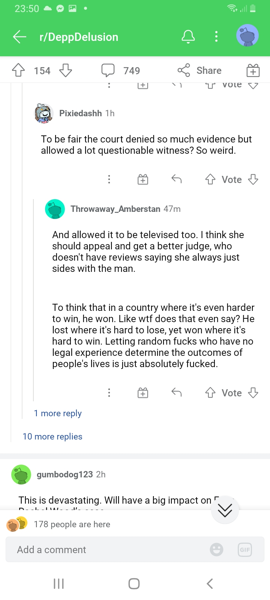 23:50
r/DeppDelusion
154
749
Share
Vote
Pixiedashh 1h
To be fair the court denied so much evidence but
allowed a lot questionable witness? So weird.
Vote
Throwaway_Amberstan 47m
And allowed it to be televised too. I think she
should appeal and get a better judge, who
doesn't have reviews saying she always just
sides with the man.
To think that in a country where it's even harder
to win, he won. Like wtf does that even say? He
lost where it's hard to lose, yet won where it's
hard to win. Letting random fucks who have no
legal experience determine the outcomes of
people's lives is just absolutely fucked.
Vote
1 more reply
10 more replies
gumbodog123 2h
This is devastating. Will have a big impact on
178 people are here
Add a comment
GIF